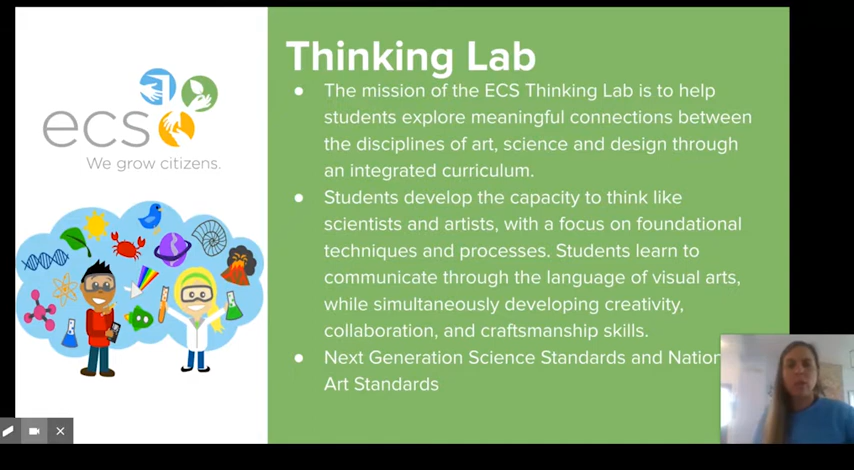 Thinking Lab
● The mission of the ECS Thinking Lab is to help
students explore meaningful connections between
the disciplines of art, science and design through
an integrated curriculum.
● Students develop the capacity to think like
scientists and artists, with a focus on foundational
techniques and processes. Students learn to
communicate through the language of visual arts,
while simultaneously developing creativity,
collaboration, and craftsmanship skills.
● Next Generation Science Standards and Nation
Art Standards
ecs
We grow citizens.